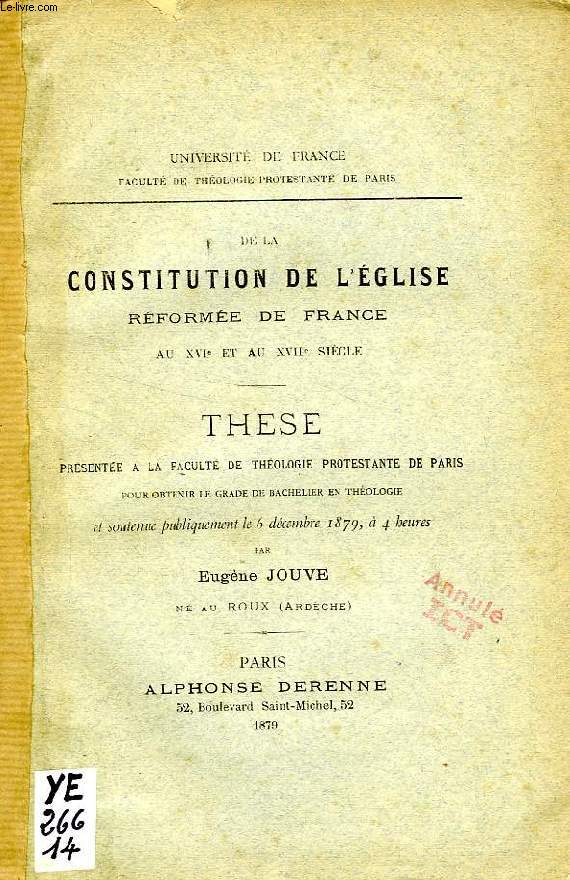 Le-livre.com
UNIVERSITÉ DE FRANCE
FACULTÉ DE THÉOLOGIE PROTESTANTE DE PARIS
DE LA
CONSTITUTION DE L'ÉGLISE
RÉFORMÉE DE FRANCE
AU XVIe ET AU XVIIe SIÈCLE
THESE
PRESENTÉE A LA FACULTÉ DE THÉOLOGIE PROTESTANTE DE PARIS
POUR OBTENIR LE GRADE DE BACHELIER EN THÉOLOGIE
et soutenue publiquement le décembre 1879, à 4 heures
PAR
Eugène JOUVE
NÉ AU ROUX (ARDÈCHE)
Annulé
ICT
PARIS
ALPHONSE DERENNE
52, Boulevard Saint-Michel, 52
1879
YE
266
14